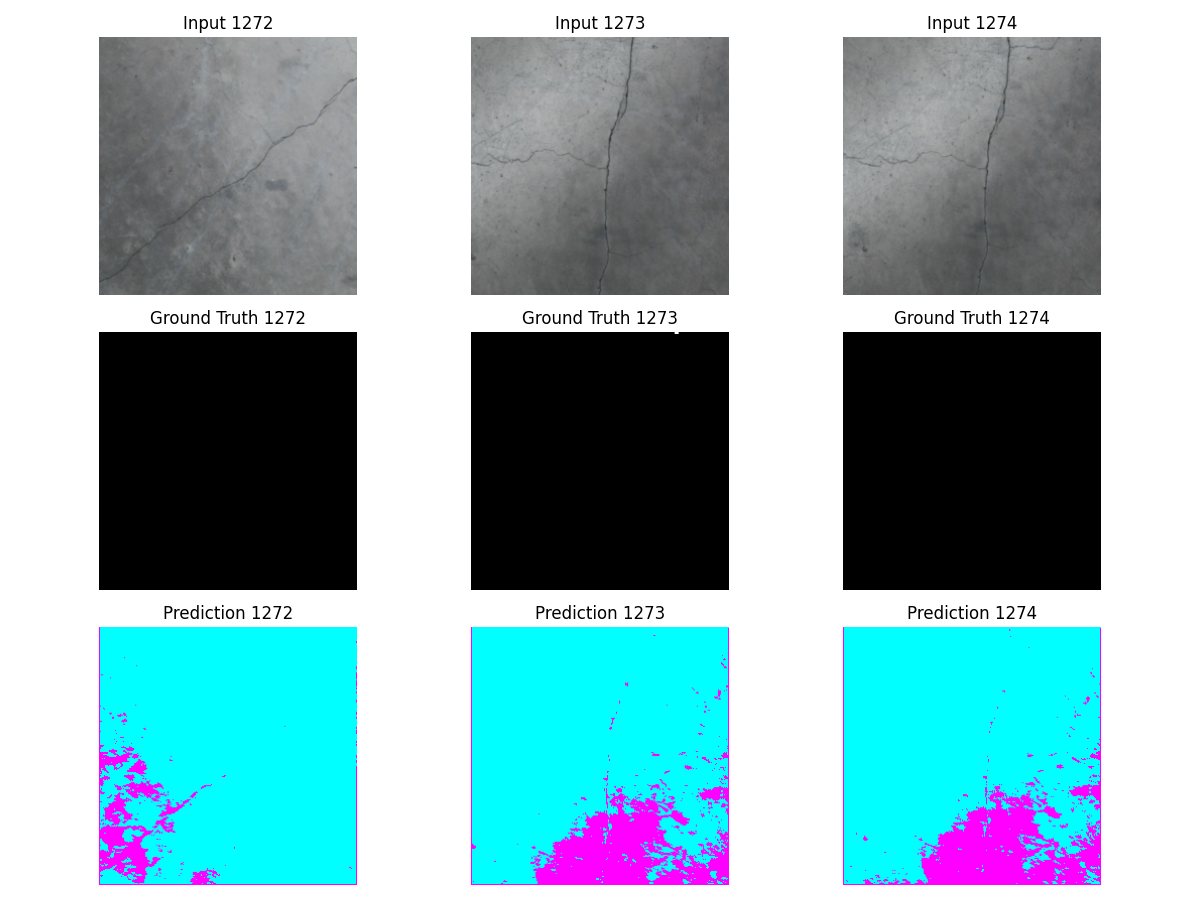 Input 1272
Input 1273
Input 1274
Ground Truth 1272
Ground Truth 1273
Ground Truth 1274
Prediction 1272
Prediction 1273
Prediction 1274